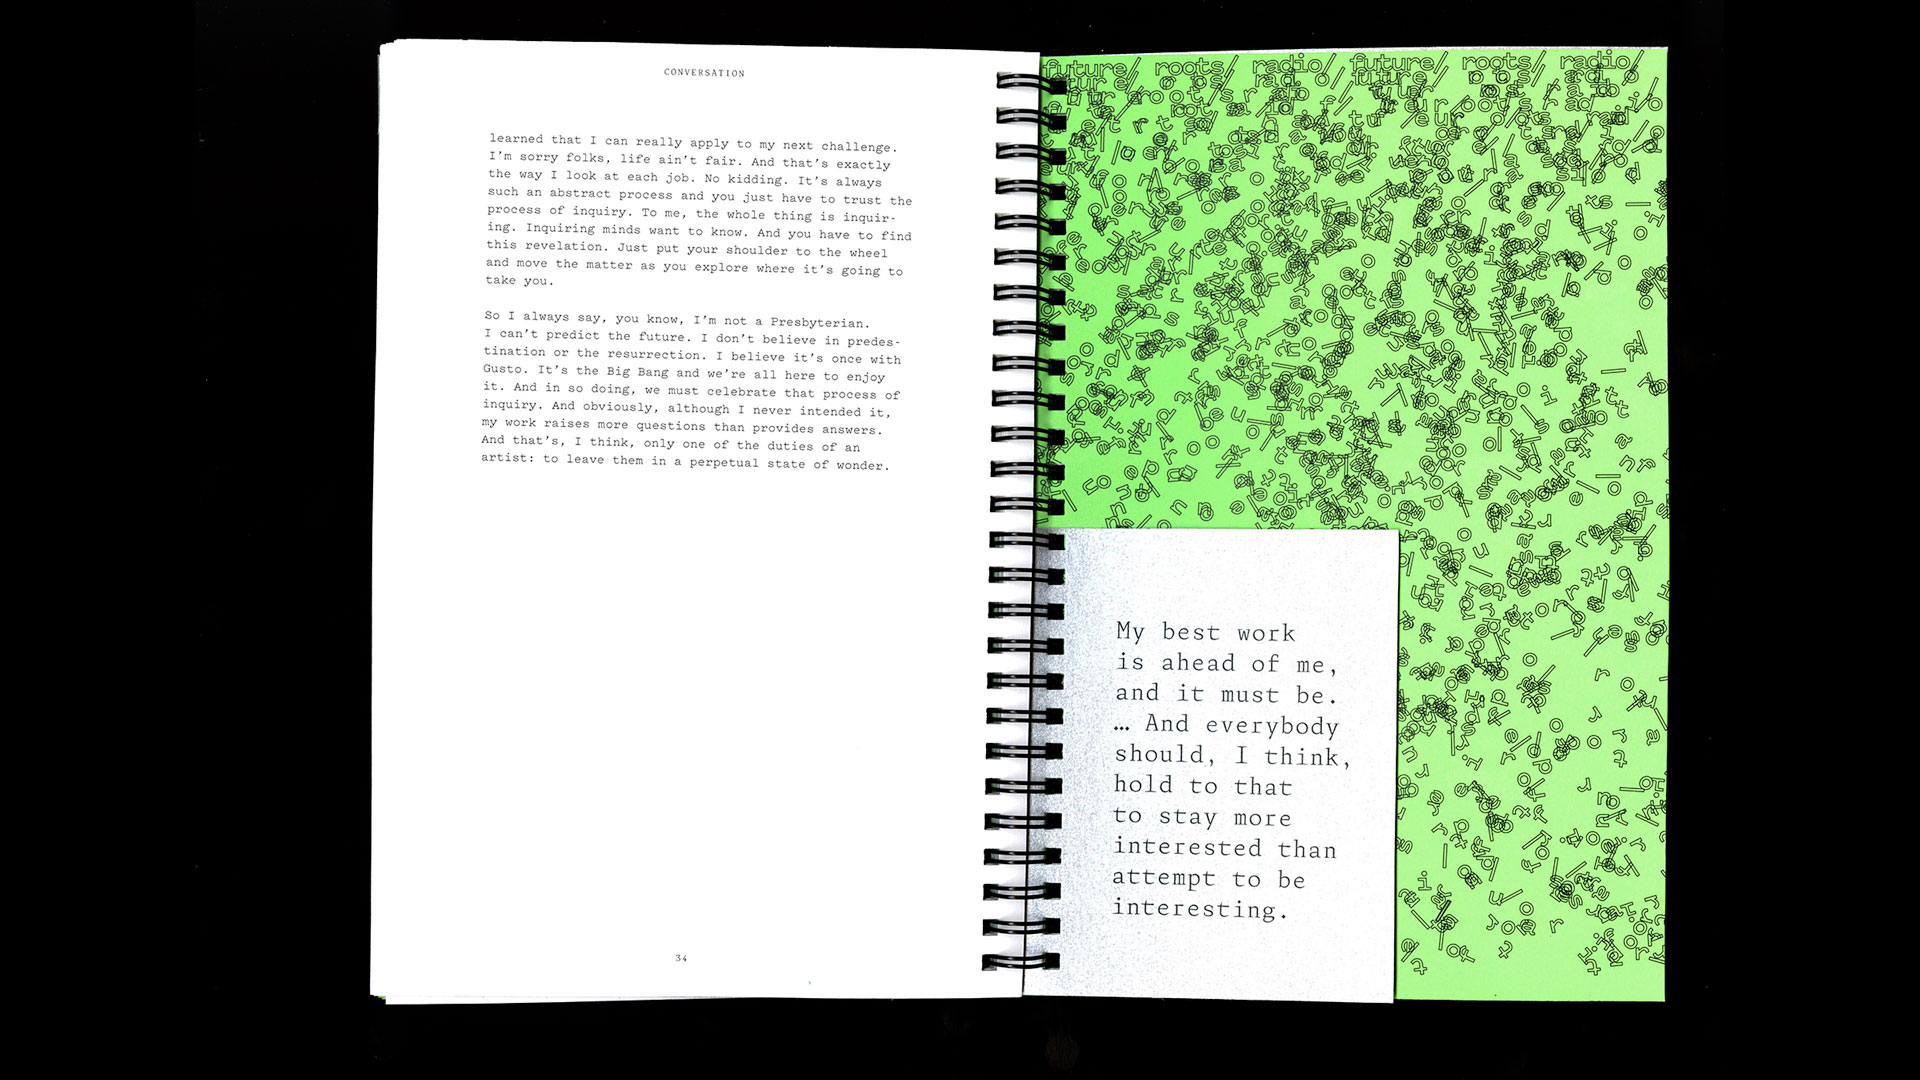 CONVERSATION
learned that I can really apply to my next challenge.
I'm sorry folks, life ain't fair. And that's exactly
the way I look at each job. No kidding. It's always
such an abstract process and you just have to trust the
process of inquiry. To me, the whole thing is inquir-
ing. Inquiring minds want to know. And you have to find
this revelation. Just put your shoulder to the wheel
and move the matter as you explore where it's going to
take you.
So I always say, you know, I'm not a Presbyterian.
I can't predict the future. I don't believe in predes-
tination or the resurrection. I believe it's once with
Gusto. It's the Big Bang and we're all here to enjoy
it. And in so doing, we must celebrate that process of
inquiry. And obviously, although I never intended it,
my work raises more questions than provides answers.
And that's, I think, only one of the duties of an
artist: to leave them in a perpetual state of wonder.
34
future/ roots/ radio/ future/ roots/ radio/
My best work
is ahead of me,
and it must be.
… And everybody
should, I think,
hold to that
to stay more
interested than
attempt to be
interesting.